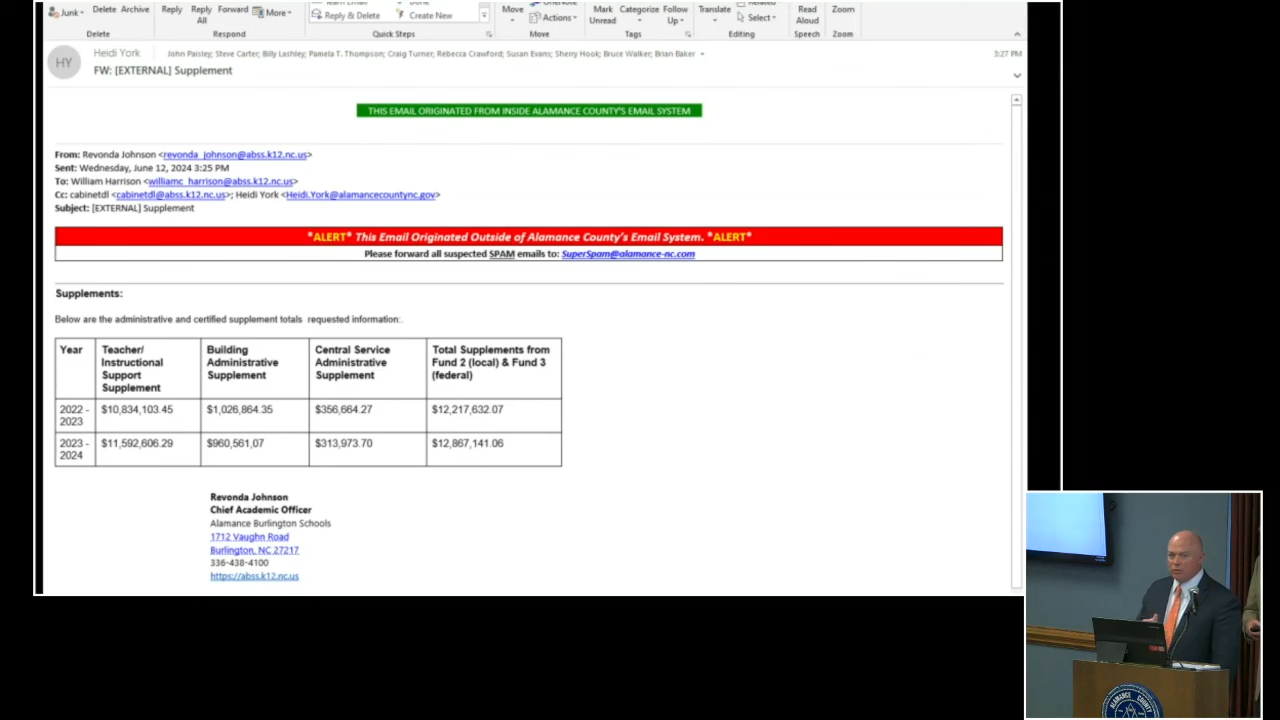 Junk Delete Archive Reply Reply All Forward More Reply & Delete Create New Move Actions Mark Unread Categorize Follow Up Translate Select Read Aloud Zoom
Delete Respond Quick Steps Move Tags Editing Speech Zoom
HY
Heidi York
John Paisley; Steve Carter; Billy Lashley; Pamela T. Thompson; Craig Turner; Rebecca Crawford; Susan Evans; Sherry Hook; Bruce Walker; Brian Baker
3:27 PM
FW: [EXTERNAL] Supplement
THIS EMAIL ORIGINATED FROM INSIDE ALAMANCE COUNTY'S EMAIL SYSTEM
From: Revonda Johnson <revonda_johnson@abss.k12.nc.us>
Sent: Wednesday, June 12, 2024 3:25 PM
To: William Harrison <williamc_harrison@abss.k12.nc.us>
Cc: cabinetdl <cabinetdl@abss.k12.nc.us>; Heidi York <Heidi.York@alamancecountync.gov>
Subject: [EXTERNAL] Supplement
*ALERT* This Email Originated Outside of Alamance County's Email System. *ALERT*
Please forward all suspected SPAM emails to: SuperSpam@alamance-nc.com
Supplements:
Below are the administrative and certified supplement totals requested information:.
Year
Teacher/
Instructional
Support
Supplement
Building
Administrative
Supplement
Central Service
Administrative
Supplement
Total Supplements from
Fund 2 (local) & Fund 3
(federal)
2022 -
2023
$10,834,103.45
$1,026,864.35
$356,664.27
$12,217,632.07
2023 -
2024
$11,592,606.29
$960,561,07
$313,973.70
$12,867,141.06
Revonda Johnson
Chief Academic Officer
Alamance Burlington Schools
1712 Vaughn Road
Burlington, NC 27217
336-438-4100
https://abss.k12.nc.us
ALAMANCE COUNTY